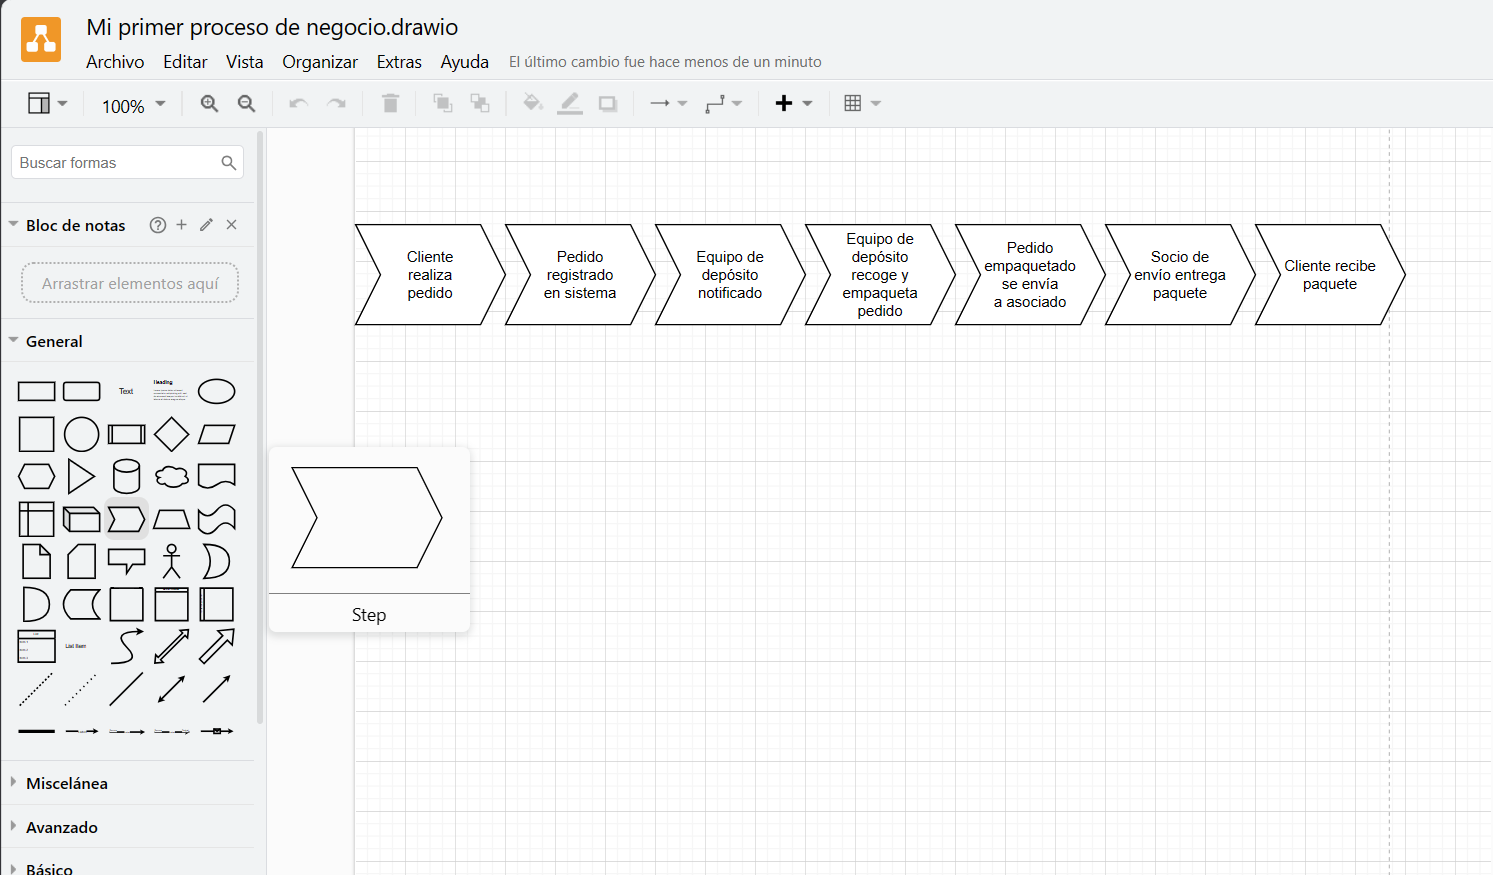 Mi primer proceso de negocio.drawio
Archivo Editar Vista Organizar Extras Ayuda El último cambio fue hace menos de un minuto
100%
Buscar formas
Bloc de notas
Arrastrar elementos aquí
General
Text
Heading
List Item
Step
Misceánea
Avanzado
Básico
Cliente
realiza
pedido
Pedido
registrado
en sistema
Equipo de
depósito
notificado
Equipo de
depósito
recoge y
empaqueta
pedido
Pedido
empaquetado
se envía
a asociado
Socio de
envío entrega
paquete
Cliente recibe
paquete